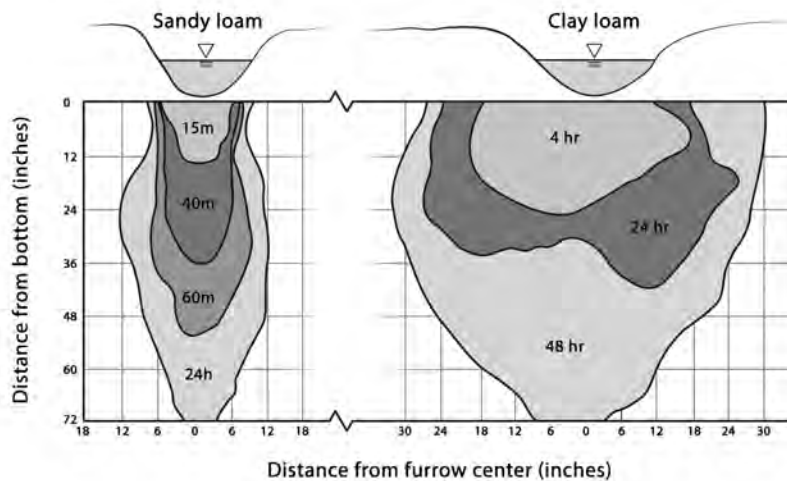 Sandy loam Clay loam
0
12
24
36
48
60
72
Distance from bottom (inches)
15m
40m
60m
24h
4 hr
24 hr
48 hr
18 12 6 0 6 12 18 30 24 18 12 6 0 6 12 18 24 30
Distance from furrow center (inches)